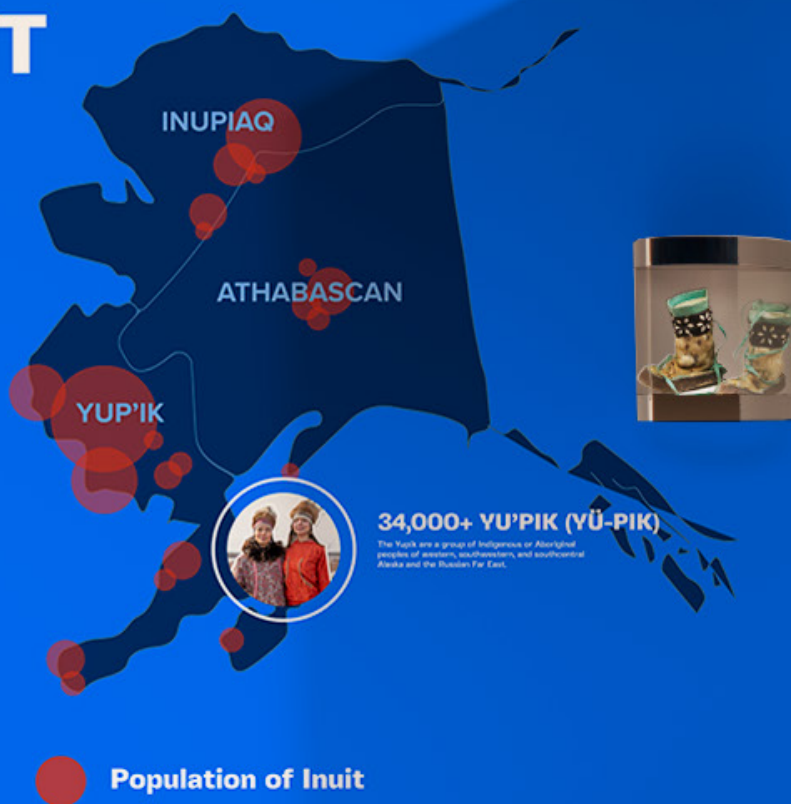 T
INUPIAQ
ATHABASCAN
YUP'IK
34,000+ YU'PIK (YÜ-PIK)
The Yupik are a group of Indigenous or Aboriginal
peoples of western, southwestern, and southcentral
Alaska and the Russian Far East.
Population of Inuit